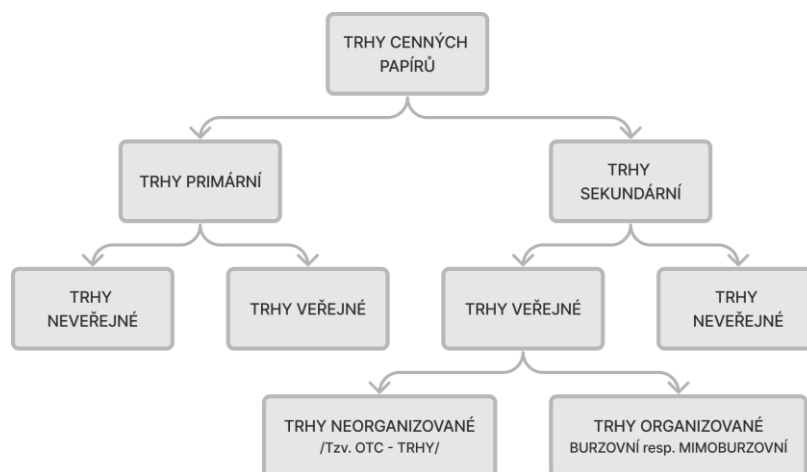 TRHY CENNÝCH
PAPÍRŮ
TRHY PRIMÁRNÍ
TRHY
SEKUNDÁRNÍ
TRHY
NEVEŘEJNÉ
TRHY VEŘEJNÉ
TRHY VEŘEJNÉ
TRHY
NEVEŘEJNÉ
TRHY NEORGANIZOVANÉ
/Tzv. OTC - TRHY/
TRHY ORGANIZOVANÉ
BURZOVNÍ resp. MIMOBURZOVNÍ